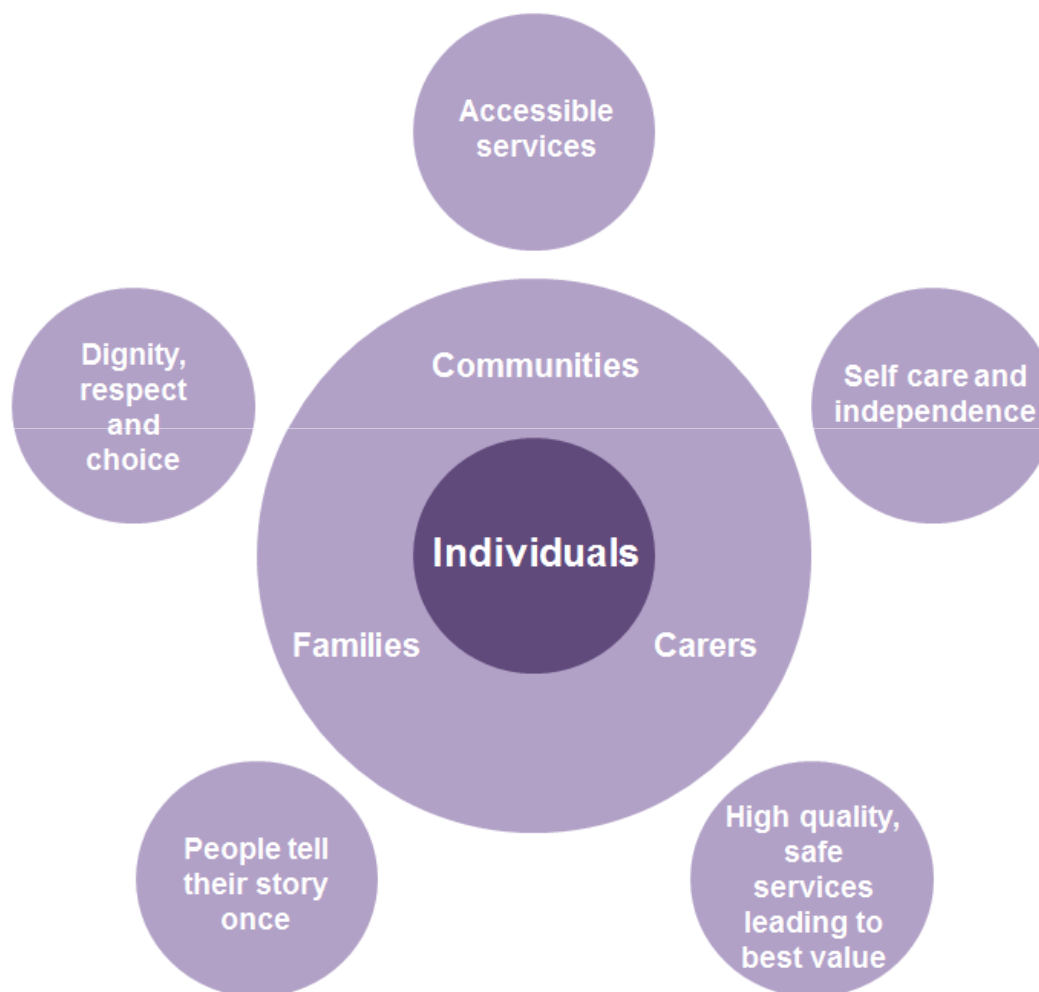 Accessible
services
Dignity,
respect
and
choice
Communities
Self care and
independence
Individuals
Families
Carers
People tell
their story
once
High quality,
safe
services
leading to
best value